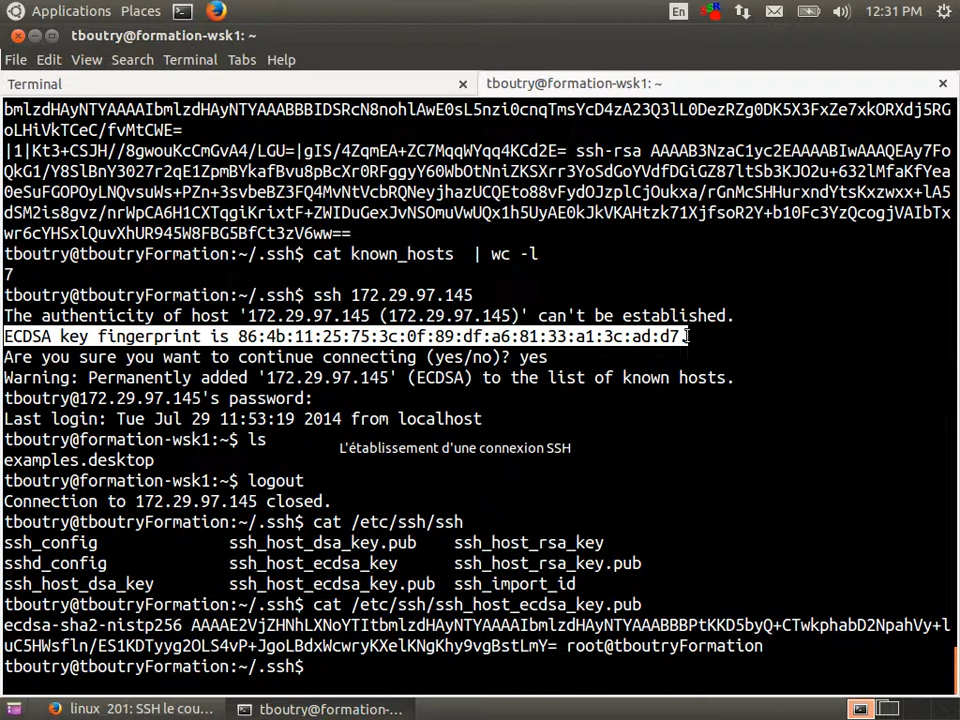 Applications Places En 12:31 PM
tboutry@formation-wsk1: ~
File Edit View Search Terminal Tabs Help
Terminal × tboutry@formation-wsk1: ~ ×
bmlzdHAyNTYAAAAIbmlzdHAyNTYAAABBBIDSRcN8nohlAwE0sL5nzi0cnqTmsYcD4zA23Q3lL0DezRZg0DK5X3FxZe7xkORXdj5RG
oLHiVkTCeC/fvMtCWE=
|1|Kt3+CSJH//8gwouKcCmGvA4/LGU=|gIS/4ZqmEA+ZC7MqqWYqq4KCd2E= ssh-rsa AAAAB3NzaC1yc2EAAAABIwAAAQEAy7Fo
QkG1/Y8SlBnY3027r2qE1ZpmBYkafBvu8pBcXr0RFggyY60WbOtNniZKSXrr3YoSdGoYVdfDiGZ87ltSb3KJO2u+632lMfaKfYea
0eSuFGOPOyLNQvsuWs+PZn+3svbeBZ3FQ4MvNtVcbRQNeyjhazUCQEto88vFydOJzplCjOukxa/rGnMcSHHurxndYtsKxzwxx+lA5
dSM2is8gvz/nrWpCA6H1CXTqgiKrixtF+ZWIDuGexJvNSOmuVwUQx1h5UyAE0kJkVKAHtzk71XjfsoR2Y+b10Fc3YzQcogjVAIbTx
wr6cYHSxlQuvXhUR945W8FBG5BfCt3zV6ww==
tboutry@tboutryFormation:~/.ssh$ cat known_hosts | wc -l
7
tboutry@tboutryFormation:~/.ssh$ ssh 172.29.97.145
The authenticity of host '172.29.97.145 (172.29.97.145)' can't be established.
ECDSA key fingerprint is 86:4b:11:25:75:3c:0f:89:df:a6:81:33:a1:3c:ad:d7.
Are you sure you want to continue connecting (yes/no)? yes
Warning: Permanently added '172.29.97.145' (ECDSA) to the list of known hosts.
tboutry@172.29.97.145's password:
Last login: Tue Jul 29 11:53:19 2014 from localhost
tboutry@formation-wsk1:~$ ls
L'établissement d'une connexion SSH
examples.desktop
tboutry@formation-wsk1:~$ logout
Connection to 172.29.97.145 closed.
tboutry@tboutryFormation:~/.ssh$ cat /etc/ssh/ssh
ssh_config ssh_host_dsa_key.pub ssh_host_rsa_key
sshd_config ssh_host_ecdsa_key ssh_host_rsa_key.pub
ssh_host_dsa_key ssh_host_ecdsa_key.pub ssh_import_id
tboutry@tboutryFormation:~/.ssh$ cat /etc/ssh/ssh_host_ecdsa_key.pub
ecdsa-sha2-nistp256 AAAAE2VjZHNhLXNoYTItbmlzdHAyNTYAAAAIbmlzdHAyNTYAAABBBPtKKD5byQ+CTwkphabD2NpahVy+l
uC5HWsfln/ES1KDTyyg2OLS4vP+JgoLBdxWcwryKXelKNgKhy9vgBstLmY= root@tboutryFormation
tboutry@tboutryFormation:~/.ssh$
linux_201: SSH le cou... tboutry@formation-...